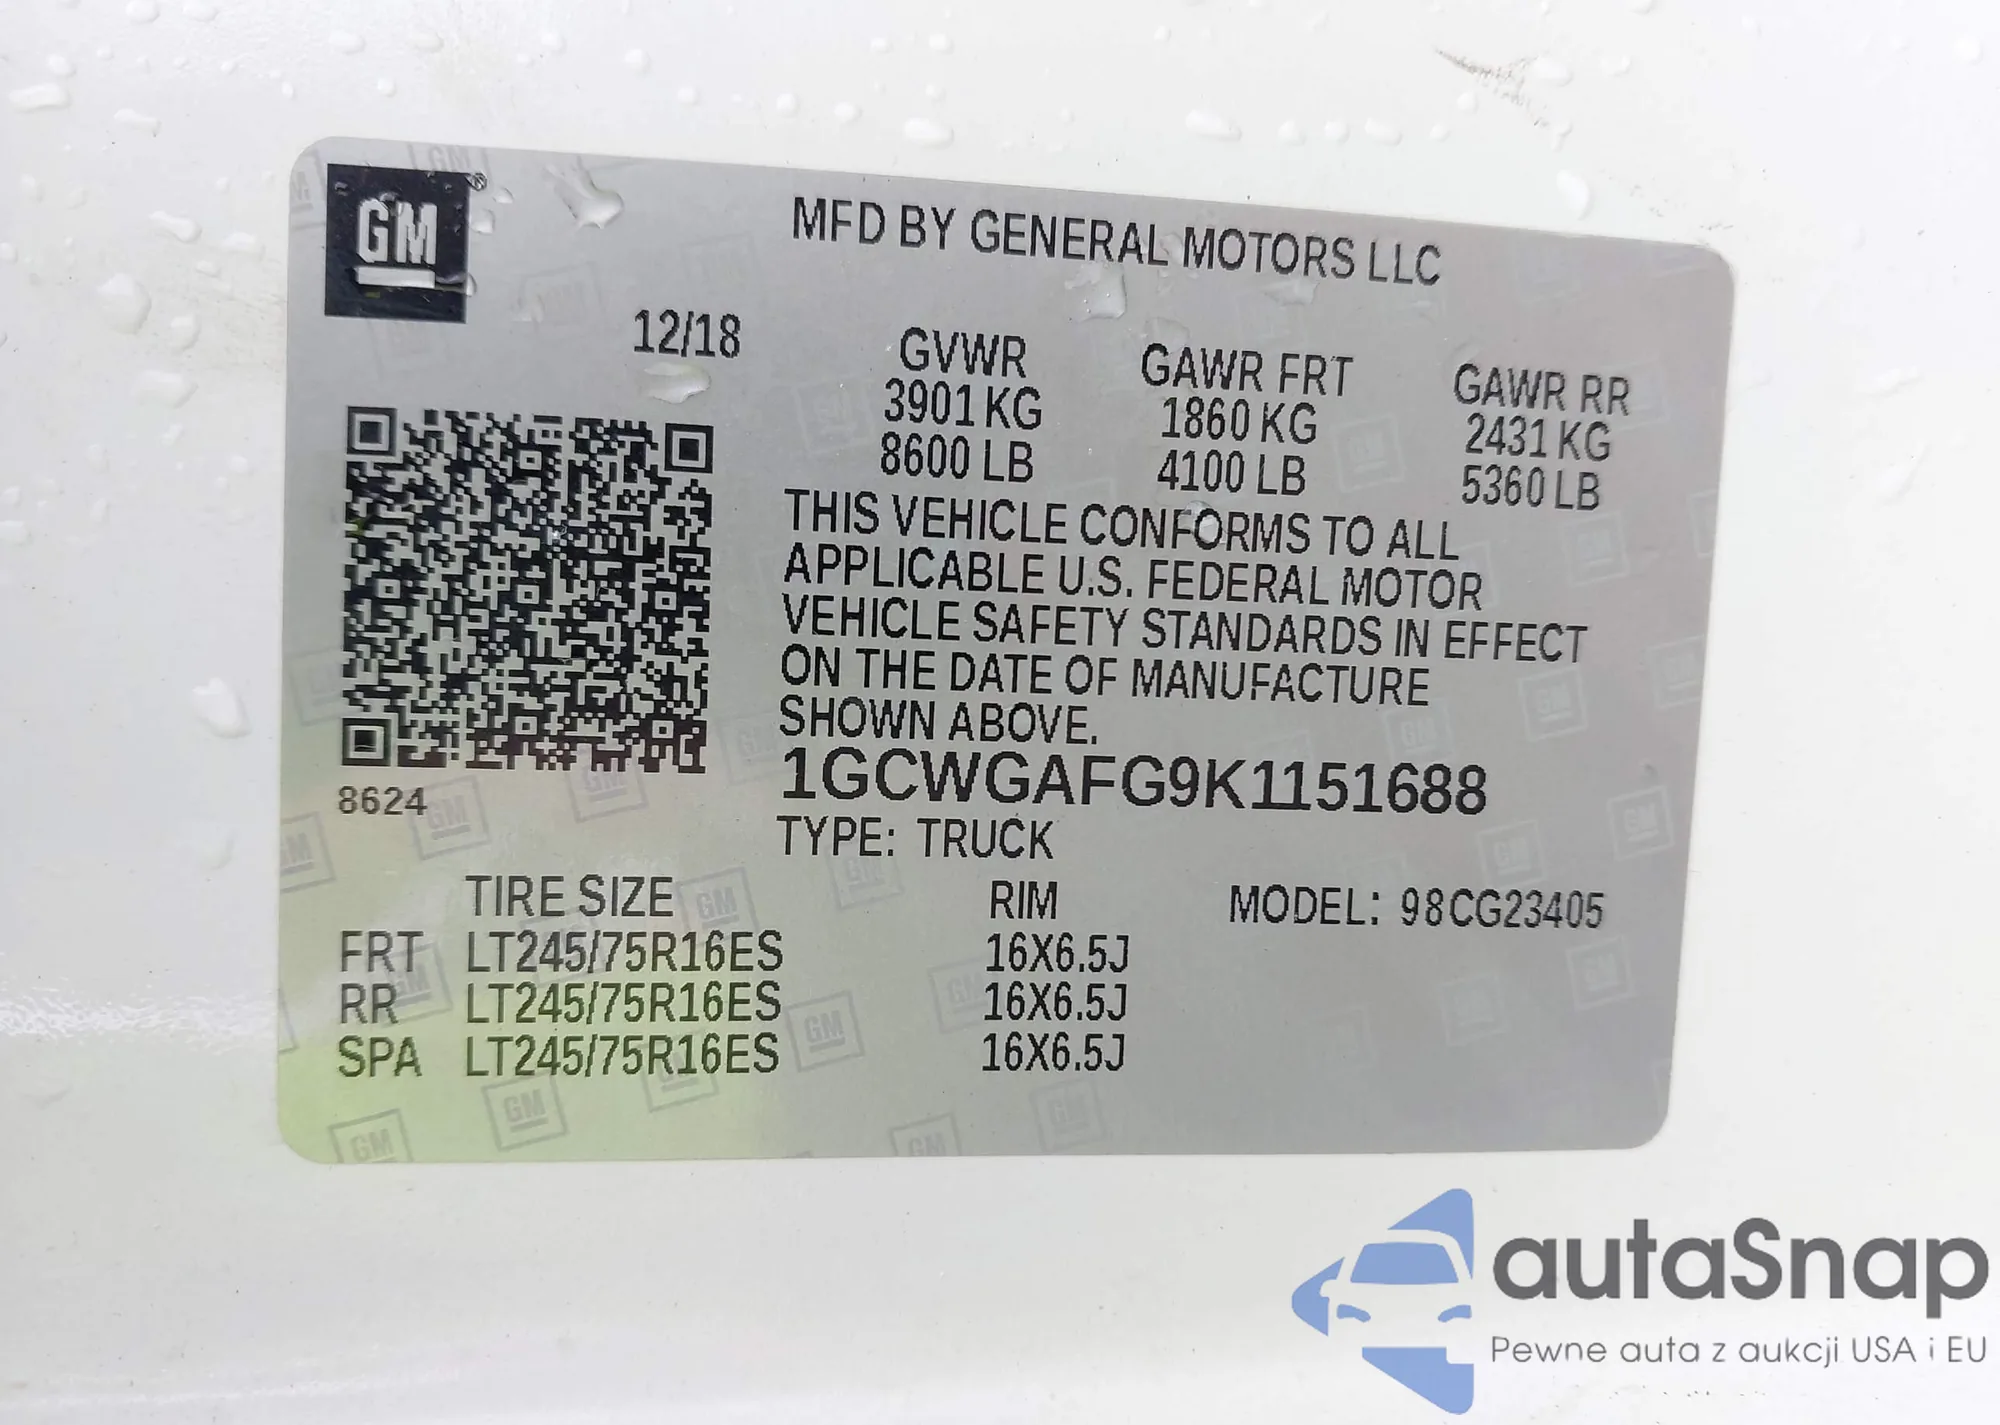 GM®
MFD BY GENERAL MOTORS LLC
12/18
GVWR GAWR FRT GAWR RR
3901 KG 1860 KG 2431 KG
8600 LB 4100 LB 5360 LB
THIS VEHICLE CONFORMS TO ALL
APPLICABLE U.S. FEDERAL MOTOR
VEHICLE SAFETY STANDARDS IN EFFECT
ON THE DATE OF MANUFACTURE
SHOWN ABOVE.
1GCWGAFG9K1151688
8624
TYPE: TRUCK
TIRE SIZE RIM MODEL: 98CG23405
FRT LT245/75R16ES 16X6.5J
RR LT245/75R16ES 16X6.5J
SPA LT245/75R16ES 16X6.5J
autaSnap
Pewne auta z aukcji USA i EU